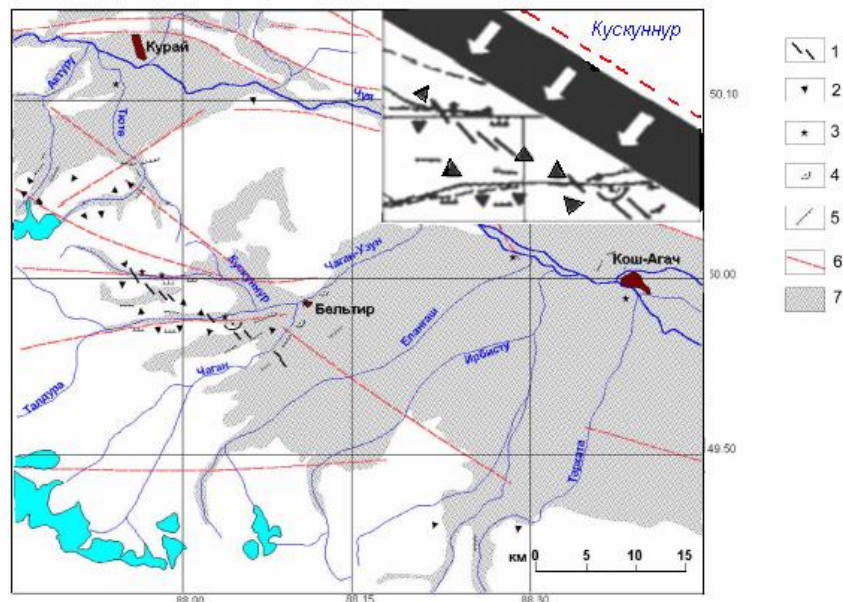 Кускуннур
Курай
Актуру
Тюте
Чуя
50.10
Кускуннур
Чаган-Узун
Кош-Агач
50.00
Бельтир
Елангаш
Ирбисту
Чаган
Талдура
Тархата
49.50
км 0 5 10 15
88.00 88.15 88.30
1
2
3
4
5
6
7